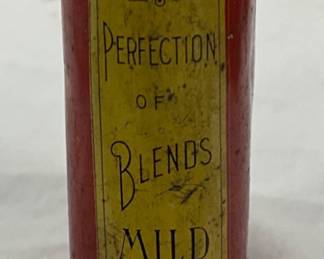 PERFECTION
OF
BLENDS
MILD